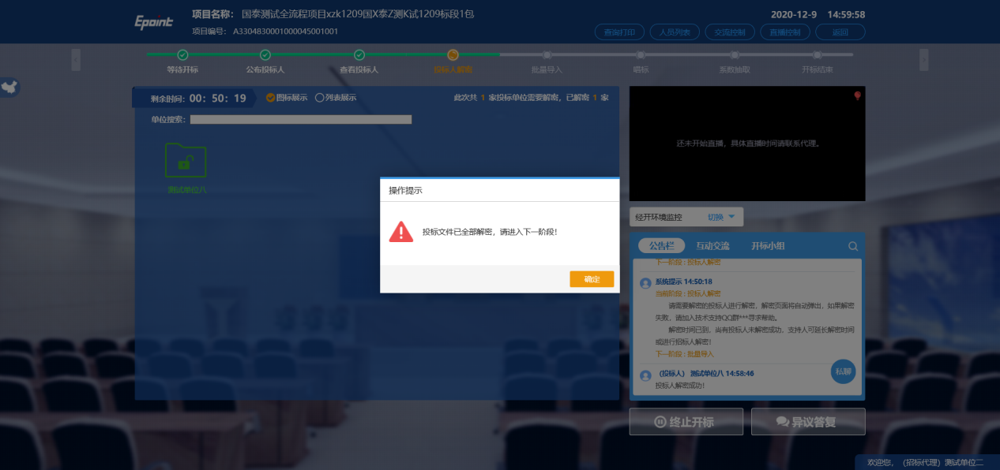 Epoint
项目名称： 国泰测试全流程项目xzk1209国X泰Z测K试1209标段1包
项目编号： A3304830001000045001001
2020-12-9 14:59:58
查询打印 人员列表 交流控制 直播控制 返回
等待开标 公布投标人 查看投标人 投标人解密 批量导入 唱标 系数抽取 开标结束
剩余时间： 00：50：19 图标展示 列表展示 此次共 1 家投标单位需要解密，已解密 1 家
单位搜索：
测试单位八
操作提示
投标文件已全部解密，请进入下一阶段！
确定
还未开始直播，具体直播时间请联系代理。
经开环境监控 切换
公告栏 互动交流 开标小组
下一阶段：投标人解密
系统提示 14:50:18
当前阶段：投标人解密
请需要解密的投标人进行解密，解密页面将自动弹出，如果解密
失败，请加入技术支持QQ群***寻求帮助。
解密时间已到，尚有投标人未解密成功，支持人可延长解密时间
或进行招标人解密！
下一阶段：批量导入
（投标人） 测试单位八 14:58:46
投标人解密成功！
私聊
终止开标 异议答复
欢迎您，（招标代理）测试单位二